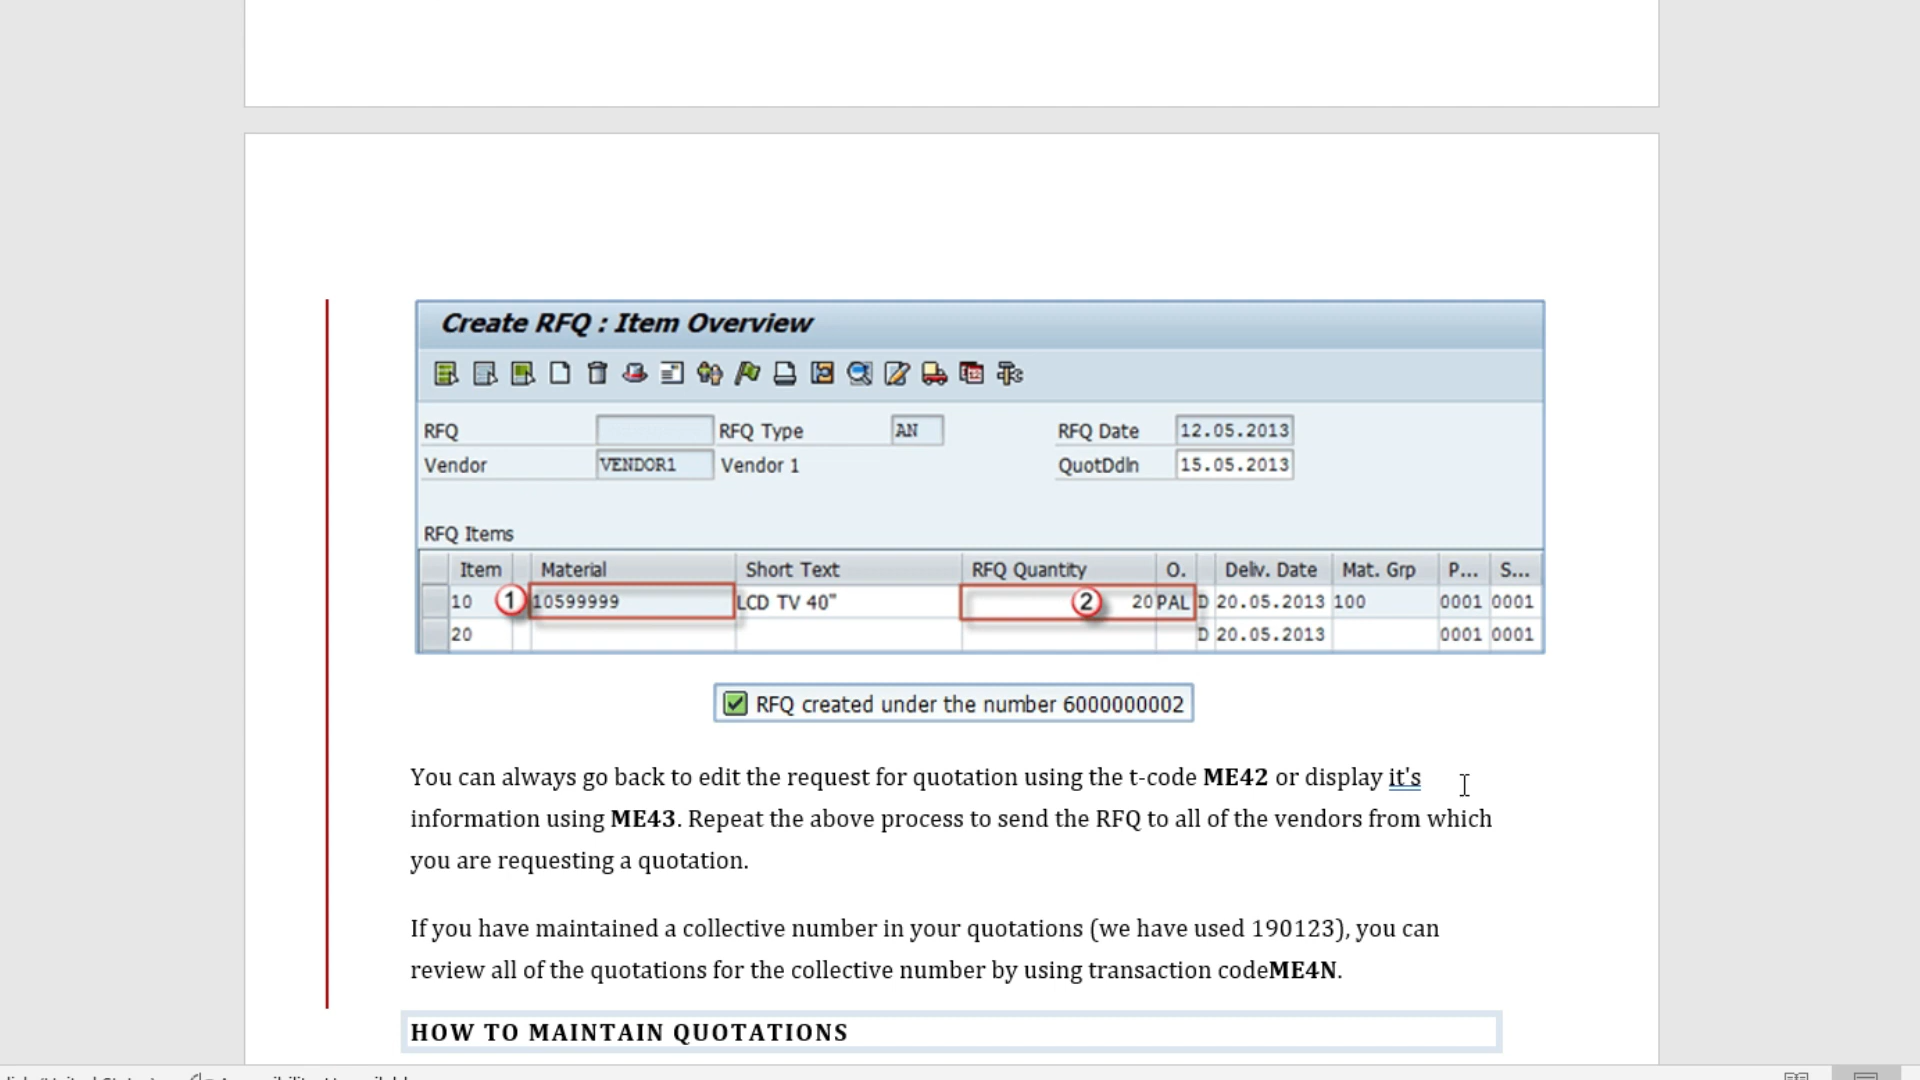 Create RFQ : Item Overview
RFQ RFQ Type AN RFQ Date 12.05.2013
Vendor VENDOR1 Vendor 1 QuotDdln 15.05.2013
RFQ Items
Item Material Short Text RFQ Quantity O. Deliv. Date Mat. Grp P... S...
10 1 10599999 LCD TV 40" 2 20 PAL D 20.05.2013 100 0001 0001
20 D 20.05.2013 0001 0001
RFQ created under the number 6000000002
You can always go back to edit the request for quotation using the t-code ME42 or display it's
information using ME43. Repeat the above process to send the RFQ to all of the vendors from which
you are requesting a quotation.
If you have maintained a collective number in your quotations (we have used 190123), you can
review all of the quotations for the collective number by using transaction codeME4N.
HOW TO MAINTAIN QUOTATIONS